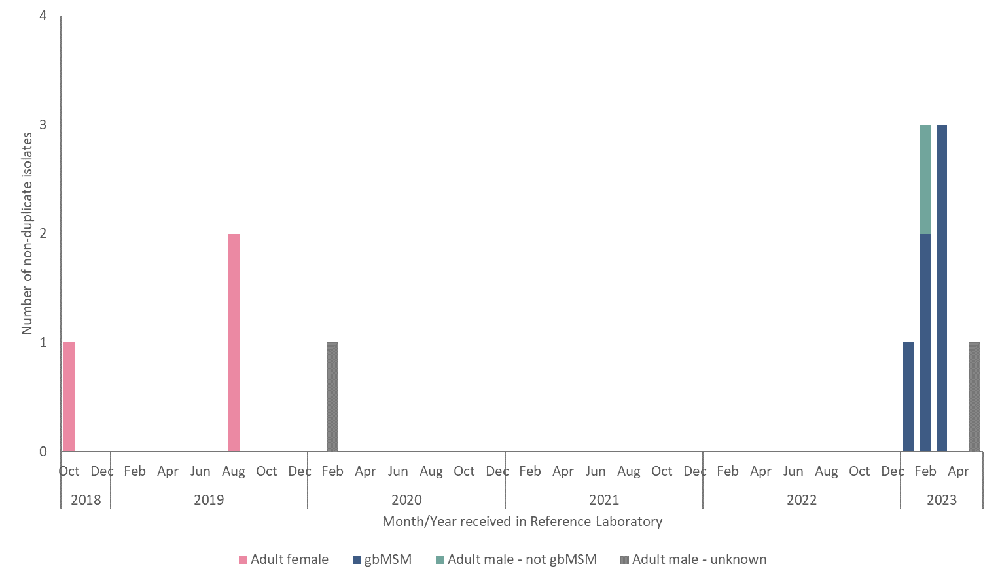 4
3
2
1
0
Number of non-duplicate isolates
Oct Dec Feb Apr Jun Aug Oct Dec Feb Apr Jun Aug Oct Dec Feb Apr Jun Aug Oct Dec Feb Apr Jun Aug Oct Dec Feb Apr
2018 2019 2020 2021 2022 2023
Month/Year received in Reference Laboratory
Adult female gbMSM Adult male - not gbMSM Adult male - unknown